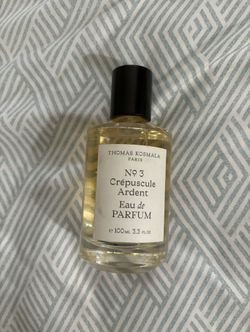 THOMAS KOSMALA
PARIS
Nº 3
Crépuscule
Ardent
Eau de
PARFUM
e 100ML 3.3 fl.oz